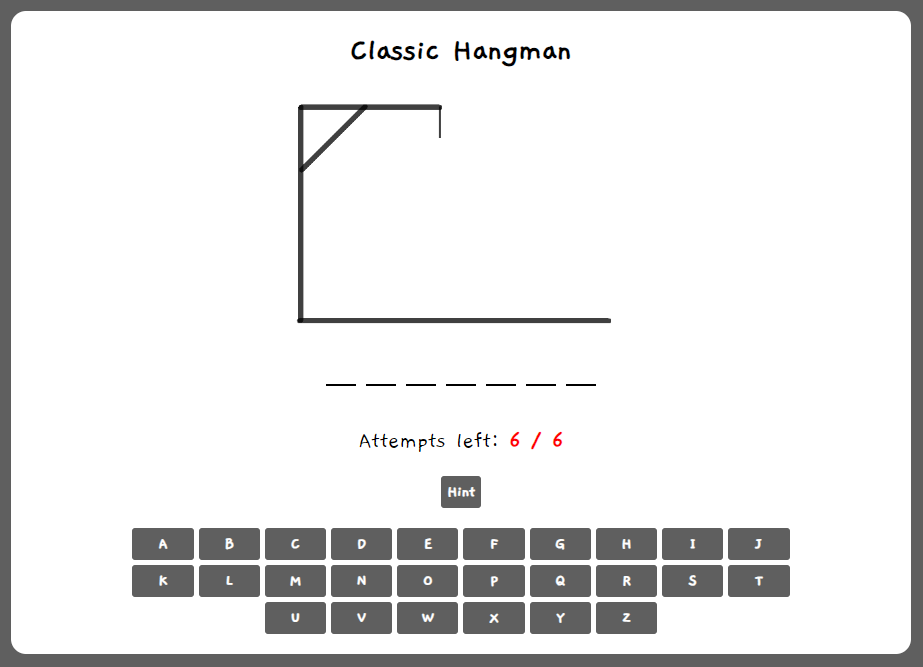 Classic Hangman
Attempts left: 6 / 6
Hint
A B C D E F G H I J
K L M N O P Q R S T
U V W X Y Z